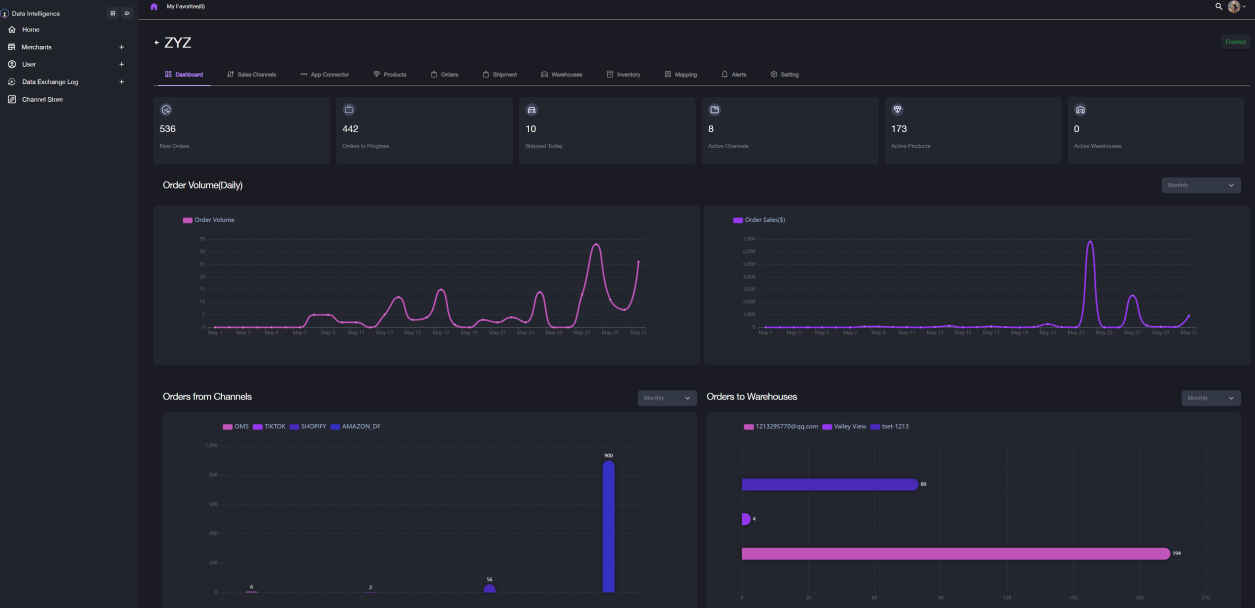 Data Intelligence
My Favorites(6)
Home
Merchants +
User +
Data Exchange Log +
Channel Store
ZYZ
Enabled
Dashboard Sales Channels App Connector Products Orders Shipment Warehouses Inventory Mapping Alerts Setting
536 442 10 8 173 0
New Orders Orders In Progress Shipped Today Active Channels Active Products Active Warehouses
Order Volume(Daily)
Monthly
Order Volume
35
30
25
20
15
10
5
0
May 1 May 3 May 5 May 7 May 9 May 11 May 13 May 15 May 17 May 19 May 21 May 23 May 25 May 27 May 29 May 31
Order Sales($)
7,000
6,000
5,000
4,000
3,000
2,000
1,000
0
May 1 May 3 May 5 May 7 May 9 May 11 May 13 May 15 May 17 May 19 May 21 May 23 May 25 May 27 May 29 May 31
Orders from Channels
Monthly
OMS TIKTOK SHOPIFY AMAZON_DF
1,000
800
600
400
200
0
6 2 56 900
Orders to Warehouses
Monthly
1213295770@qq.com Valley View tset-1213
80
4
194
0 30 60 90 120 150 180 210